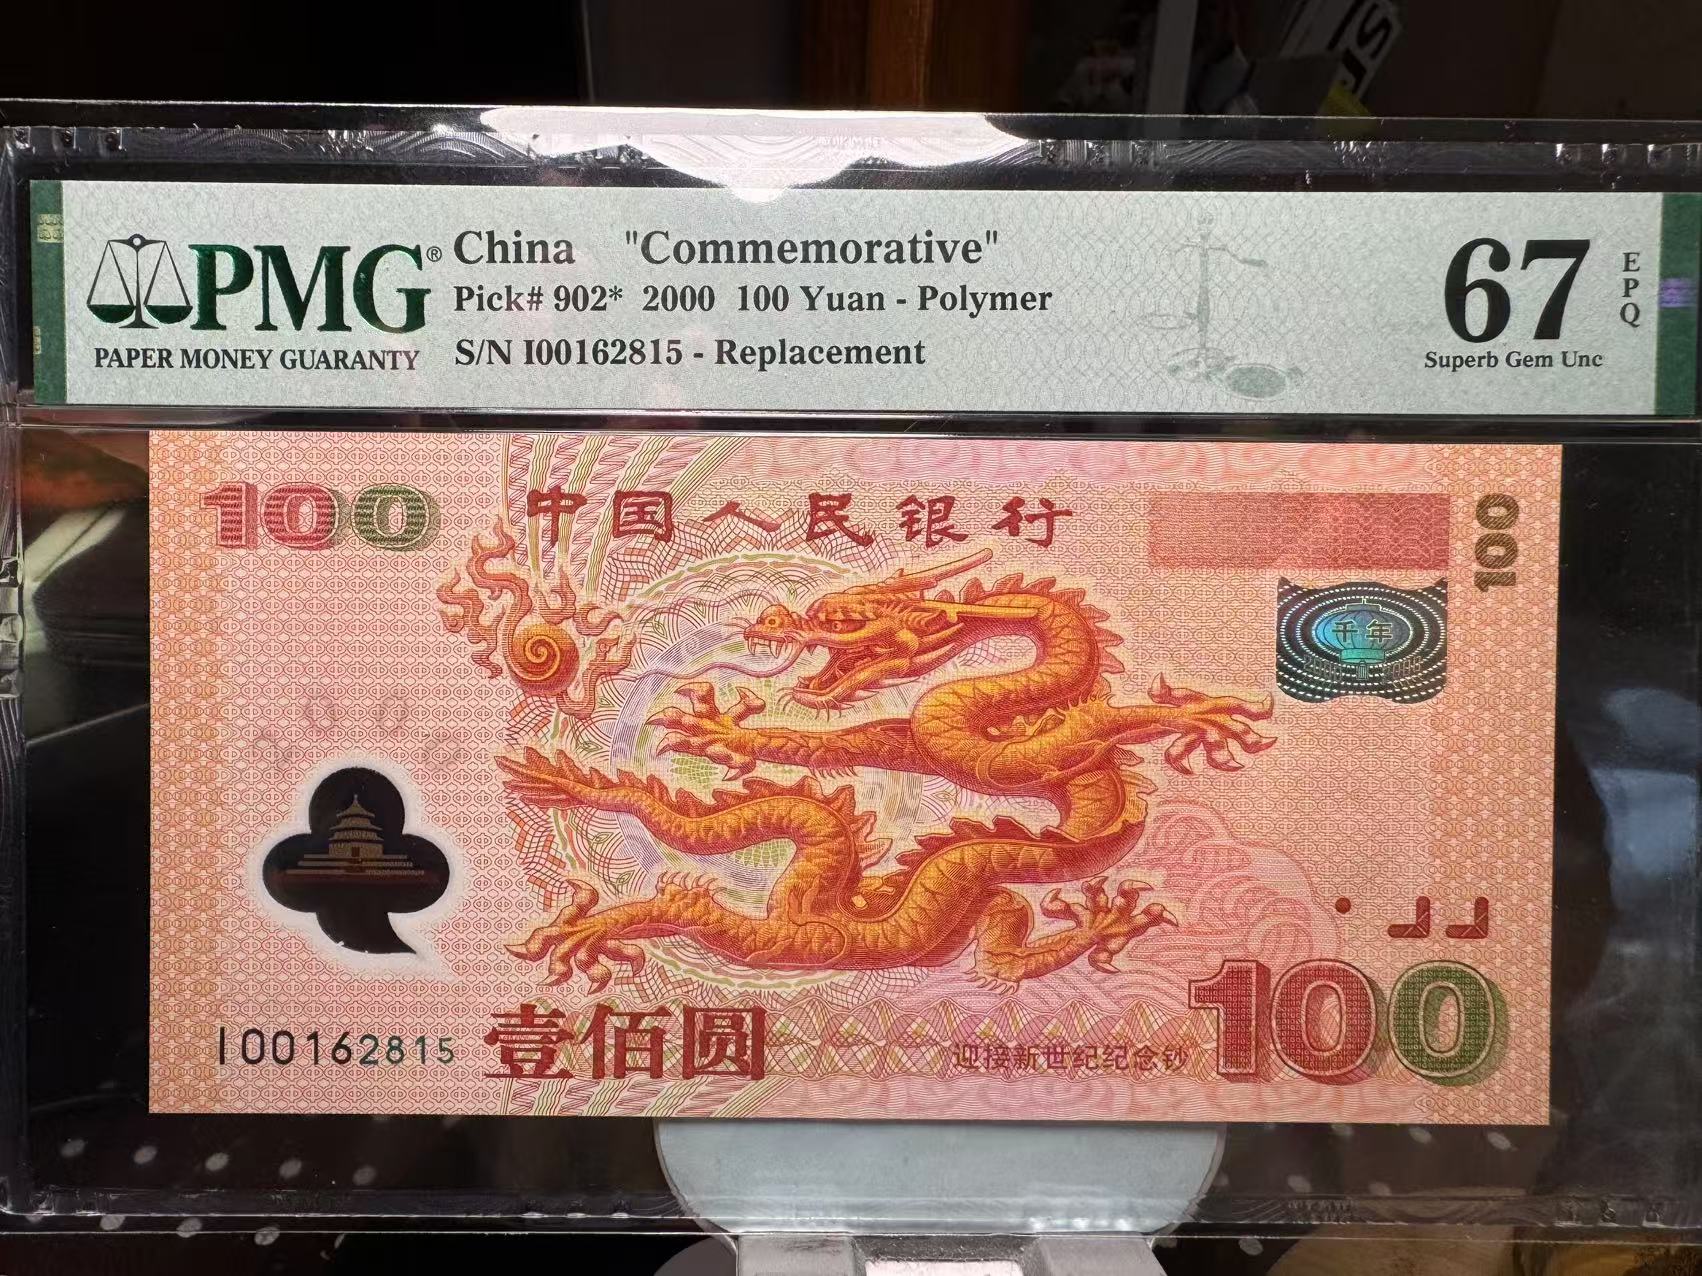 PMG® China "Commemorative"
Pick# 902* 2000 100 Yuan - Polymer
PAPER MONEY GUARANTY S/N I00162815 - Replacement
67
EPQ
Superb Gem Unc
100 中国人民银行 100
千年
I00162815 壹佰圆 迎接新世纪纪念钞 100